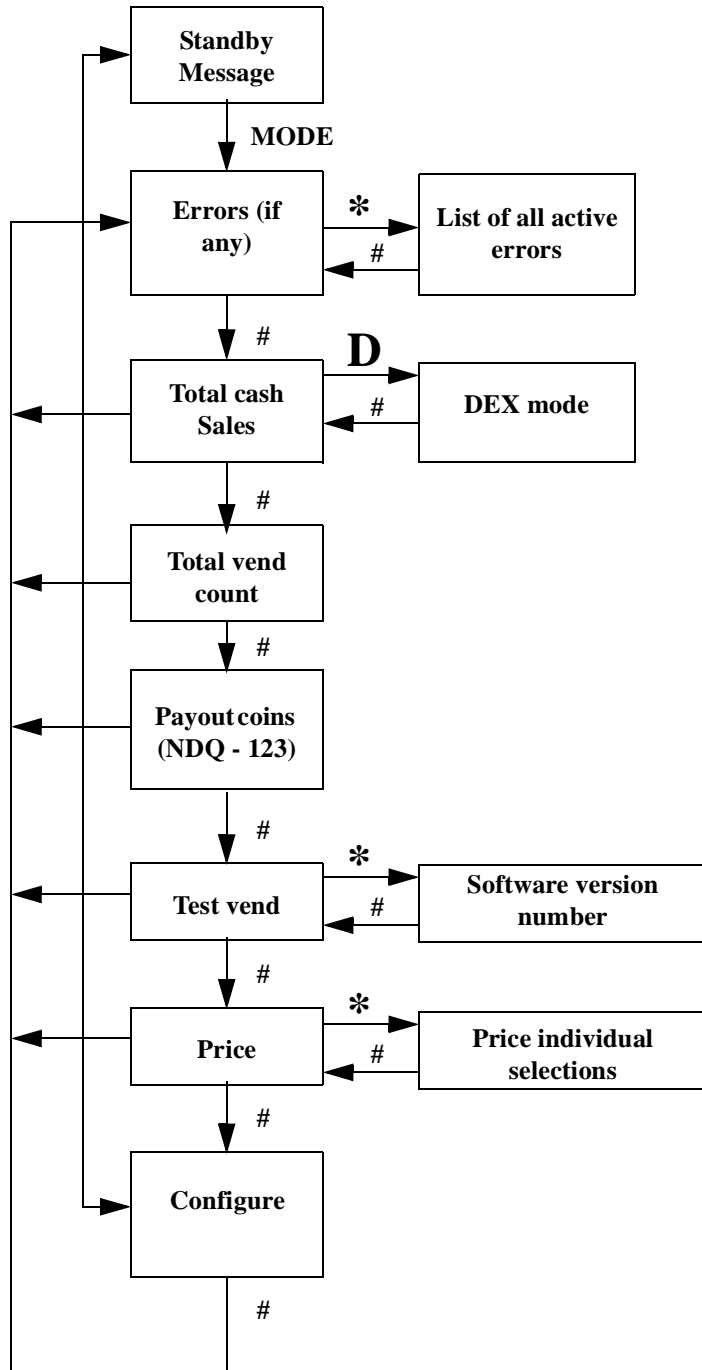 Standby
Message
MODE
Errors (if
any)
*
#
List of all active
errors
#
Total cash
Sales
D
#
DEX mode
#
Total vend
count
#
Payout coins
(NDQ - 123)
#
Test vend
*
#
Software version
number
#
Price
*
#
Price individual
selections
#
Configure
#